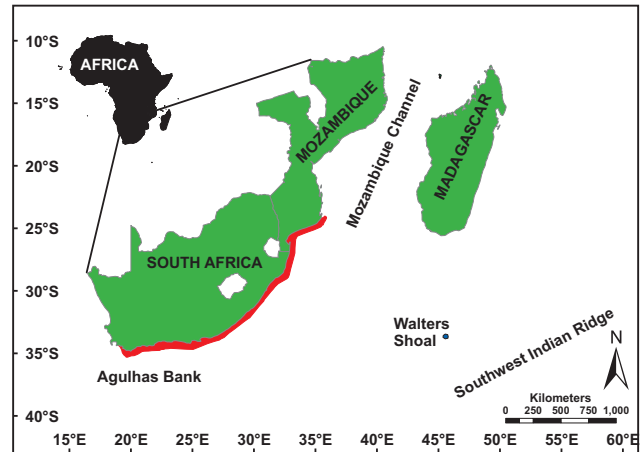 10°S
15°S
20°S
25°S
30°S
35°S
40°S
AFRICA
MOZAMBIQUE
Mozambique Channel
MADAGASCAR
SOUTH AFRICA
Walters
Shoal
Agulhas Bank
Southwest Indian Ridge
N
Kilometers
0 250 500 750 1,000
15°E 20°E 25°E 30°E 35°E 40°E 45°E 50°E 55°E 60°E